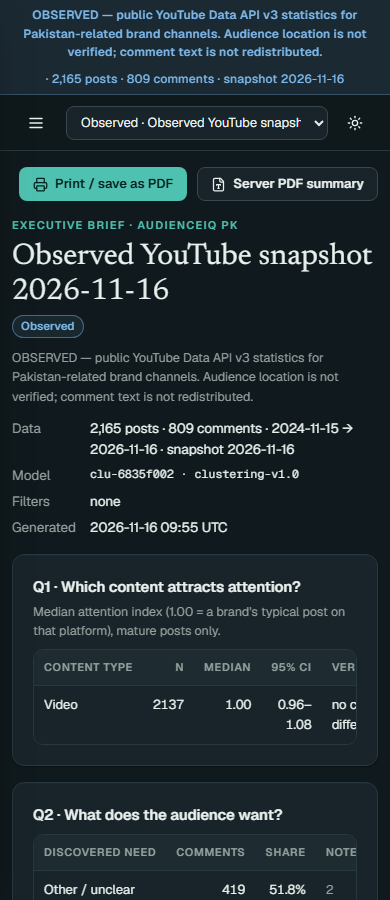 OBSERVED — public YouTube Data API v3 statistics for
Pakistan-related brand channels. Audience location is not
verified; comment text is not redistributed.
· 2,165 posts · 809 comments · snapshot 2026-11-16
Observed · Observed YouTube snapsh
Print / save as PDF
Server PDF summary
EXECUTIVE BRIEF · AUDIENCEIQ PK
Observed YouTube snapshot
2026-11-16
Observed
OBSERVED — public YouTube Data API v3 statistics for
Pakistan-related brand channels. Audience location is not
verified; comment text is not redistributed.
Data 2,165 posts · 809 comments · 2024-11-15 →
2026-11-16 · snapshot 2026-11-16
Model clu-6835f002 · clustering-v1.0
Filters none
Generated 2026-11-16 09:55 UTC
Q1 · Which content attracts attention?
Median attention index (1.00 = a brand's typical post on
that platform), mature posts only.
CONTENT TYPE N MEDIAN 95% CI VER
Video 2137 1.00 0.96– no c
1.08 diffe
Q2 · What does the audience want?
DISCOVERED NEED COMMENTS SHARE NOTE
Other / unclear 419 51.8% 2